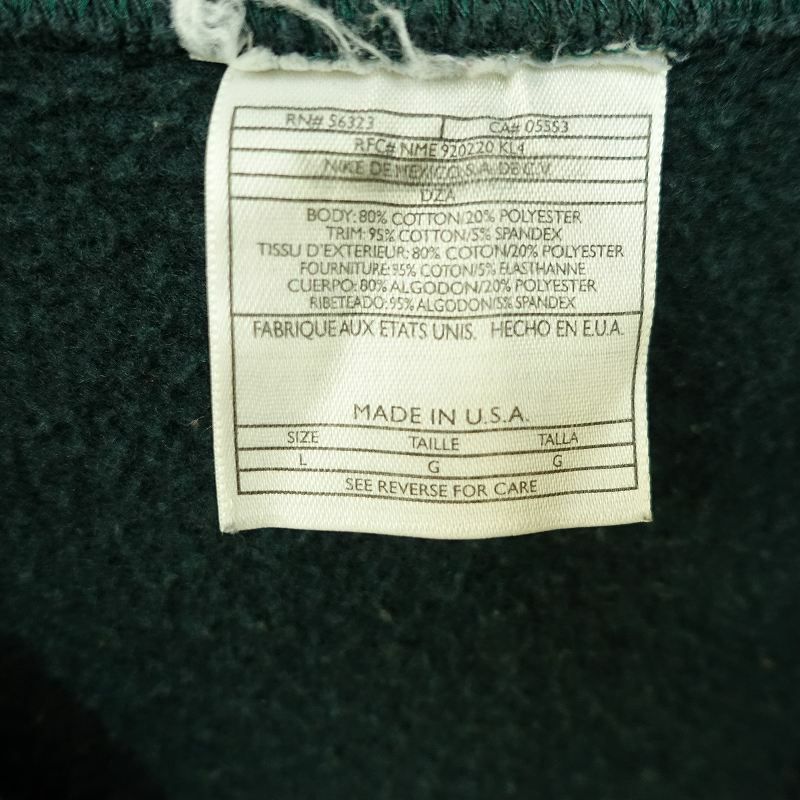 RN# 56323 CA# 05553
RFC# NME 920220 KL4
NIKE DE MEXICO, S.A. DE C.V.
DZA
BODY: 80% COTTON/20% POLYESTER
TRIM: 95% COTTON/5% SPANDEX
TISSU D'EXTERIEUR: 80% COTON/20% POLYESTER
FOURNITURE: 95% COTON/5% ELASTHANNE
CUERPO: 80% ALGODON/20% POLYESTER
RIBETEADO: 95% ALGODON/5% SPANDEX
FABRIQUE AUX ETATS UNIS. HECHO EN E.U.A.
MADE IN U.S.A.
SIZE TAILLE TALLA
L G G
SEE REVERSE FOR CARE